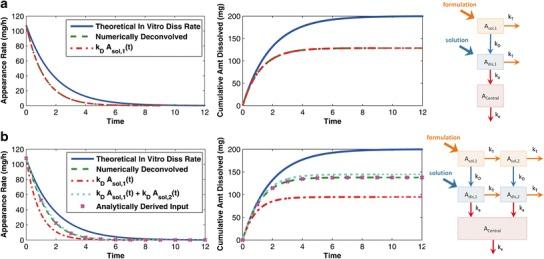 a
Appearance Rate (mg/h)
120
100
80
60
40
20
0
0 2 4 6 8 10 12
Time
Theoretical In Vitro Diss Rate
Numerically Deconvolved
kD Asol,1(t)
Cumulative Amt Dissolved (mg)
200
150
100
50
0
0 2 4 6 8 10 12
Time
formulation
Asol,1
kT
kD
solution
Adis,1
kT
ka
ACentral
ke
b
Appearance Rate (mg/h)
120
100
80
60
40
20
0
0 2 4 6 8 10 12
Time
Theoretical In Vitro Diss Rate
Numerically Deconvolved
kD Asol,1(t)
kD Asol,1(t) + kD Asol,2(t)
Analytically Derived Input
Cumulative Amt Dissolved (mg)
200
150
100
50
0
0 2 4 6 8 10 12
Time
formulation
Asol,1
kT
Asol,2
kT
kD
kD
solution
Adis,1
kT
Adis,2
kT
ka
ka
ACentral
ke